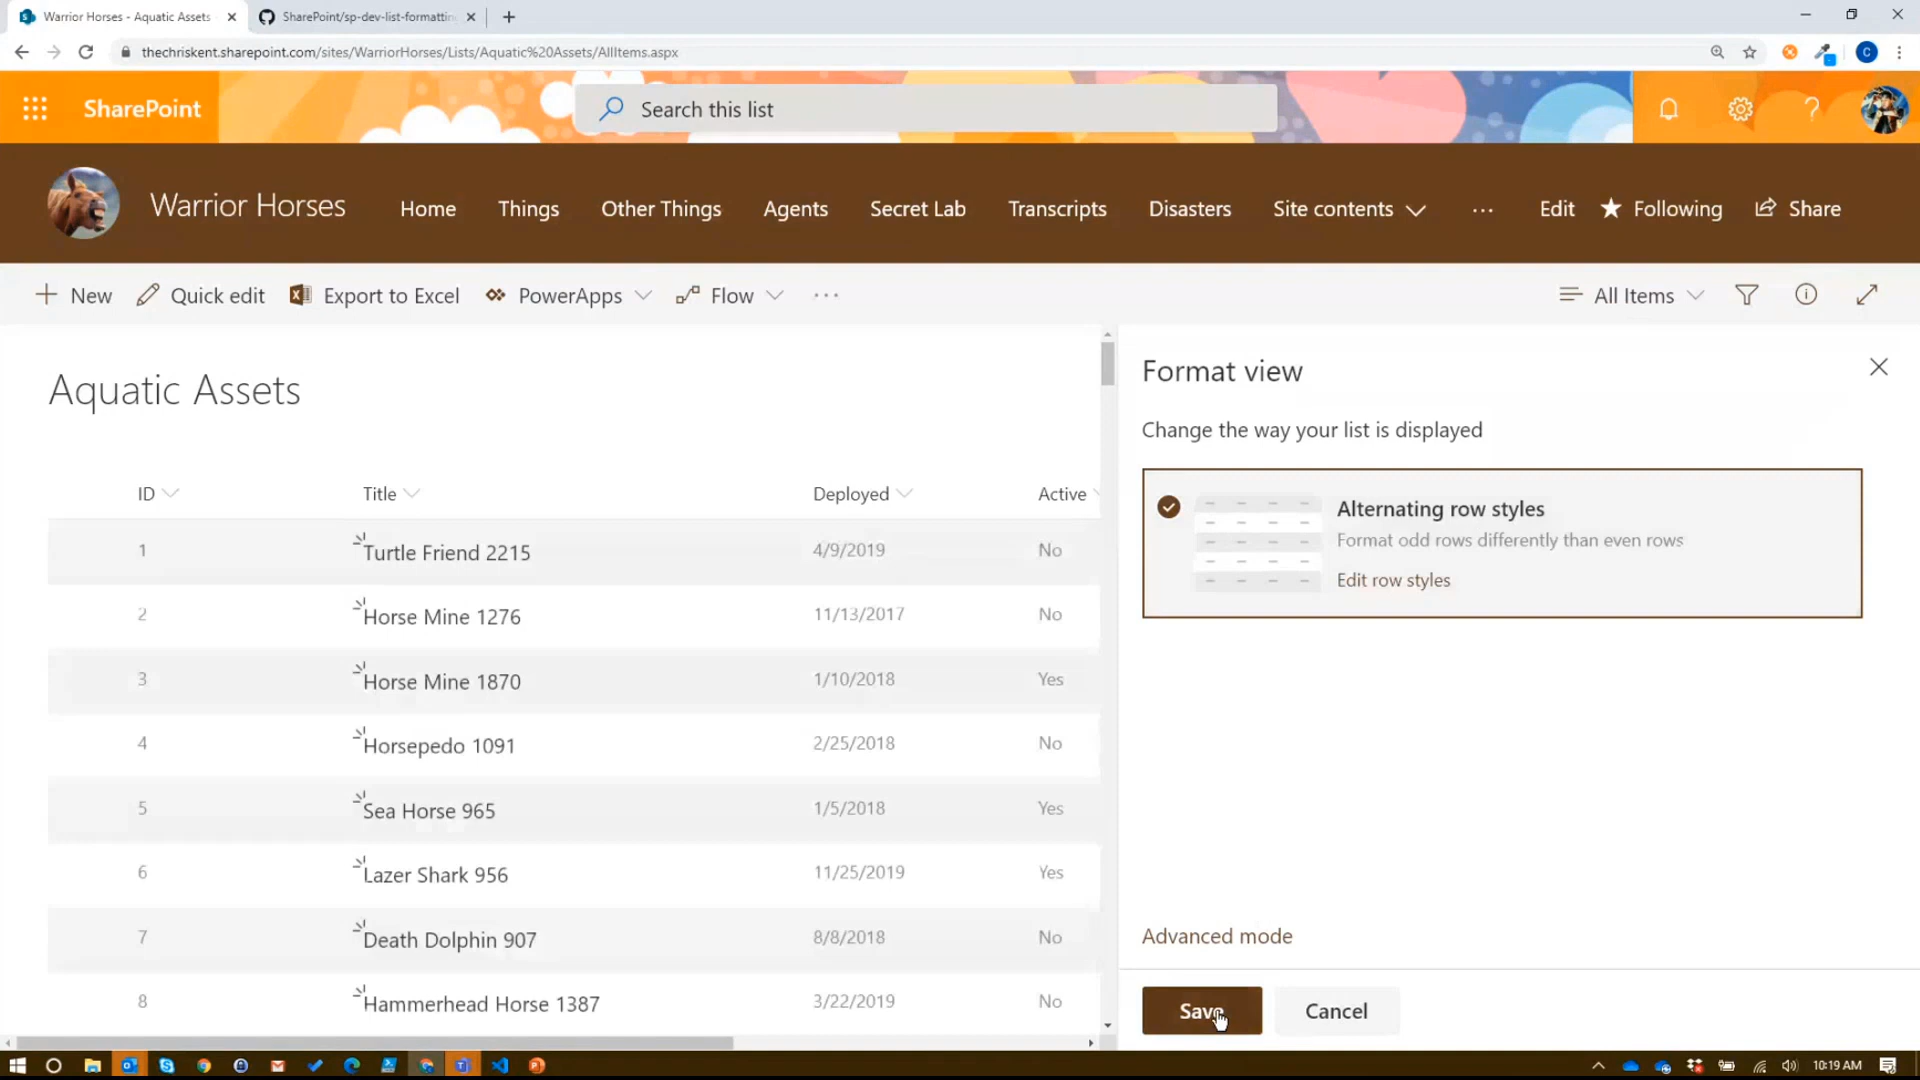 Warrior Horses - Aquatic Assets
SharePoint/sp-dev-list-formattin
thechriskent.sharepoint.com/sites/WarriorHorses/Lists/Aquatic%20Assets/AllItems.aspx
C
SharePoint
Search this list
Warrior Horses
Home
Things
Other Things
Agents
Secret Lab
Transcripts
Disasters
Site contents
Edit
Following
Share
New
Quick edit
Export to Excel
PowerApps
Flow
All Items
Aquatic Assets
ID Title Deployed Active
1 Turtle Friend 2215 4/9/2019 No
2 Horse Mine 1276 11/13/2017 No
3 Horse Mine 1870 1/10/2018 Yes
4 Horsepedo 1091 2/25/2018 No
5 Sea Horse 965 1/5/2018 Yes
6 Lazer Shark 956 11/25/2019 Yes
7 Death Dolphin 907 8/8/2018 No
8 Hammerhead Horse 1387 3/22/2019 No
Format view
Change the way your list is displayed
Alternating row styles
Format odd rows differently than even rows
Edit row styles
Advanced mode
Save
Cancel
10:19 AM